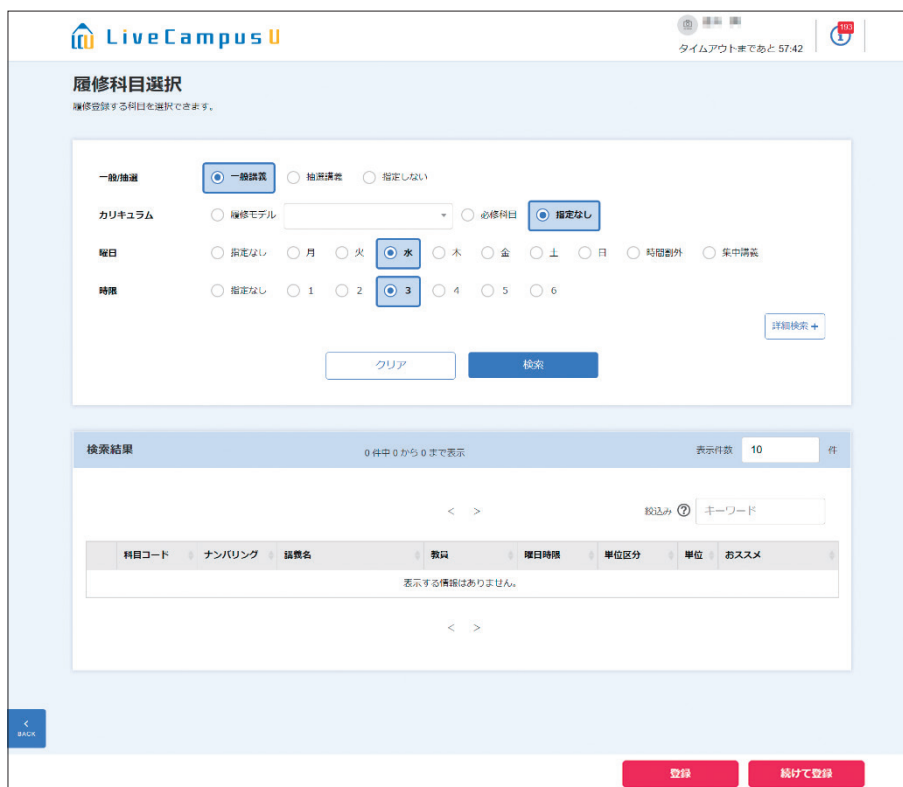 LiveCampusU
193
タイムアウトまであと 57:42
履修科目選択
履修登録する科目を選択できます。
一般/抽選 一般講義 抽選講義 指定しない
カリキュラム 履修モデル 必修科目 指定なし
曜日 指定なし 月 火 水 木 金 土 日 時間割外 集中講義
時限 指定なし 1 2 3 4 5 6
詳細検索 +
クリア 検索
検索結果 0 件中 0 から 0 まで表示 表示件数 10 件
< > 絞込み ? キーワード
科目コード ナンバリング 講義名 教員 曜日時限 単位区分 単位 おススメ
表示する情報はありません。
< >
<
BACK
登録 続けて登録